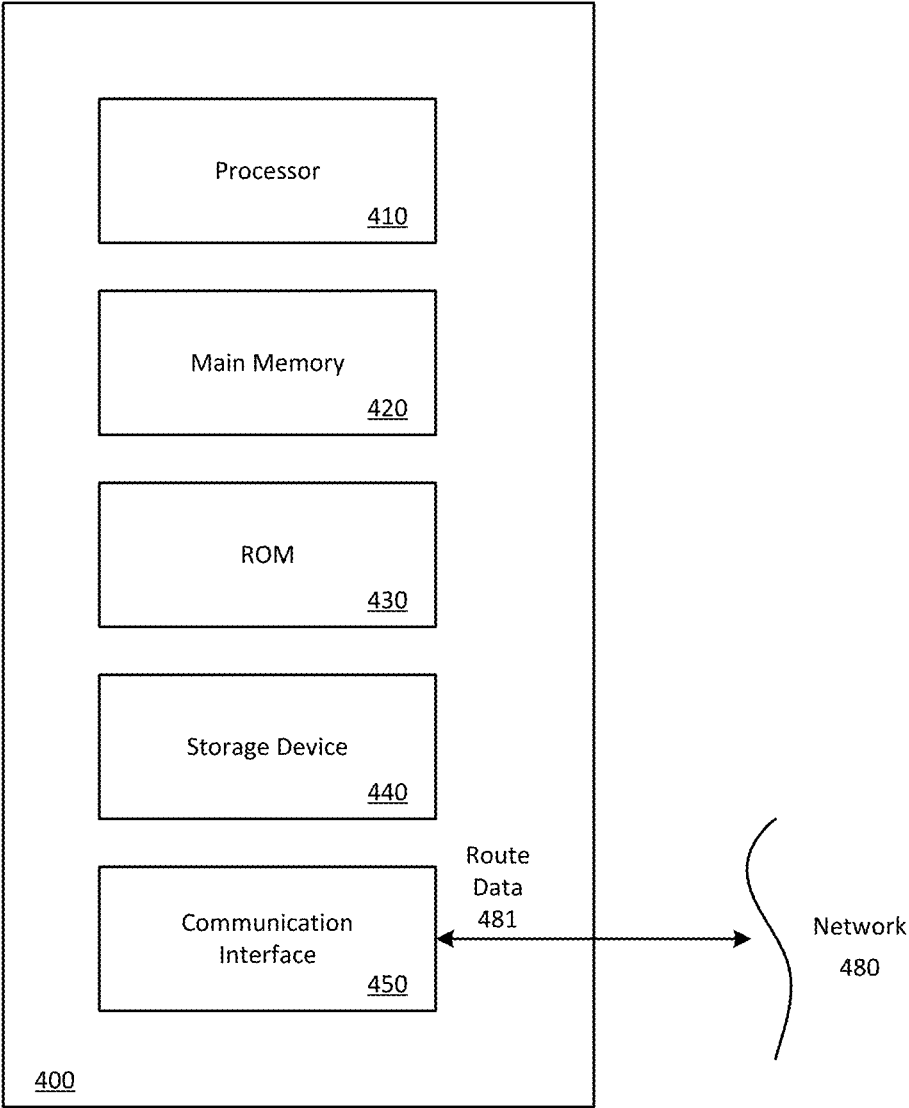 Processor
410
Main Memory
420
ROM
430
Storage Device
440
Route
Data
481
Communication
Interface
450
Network
480
400